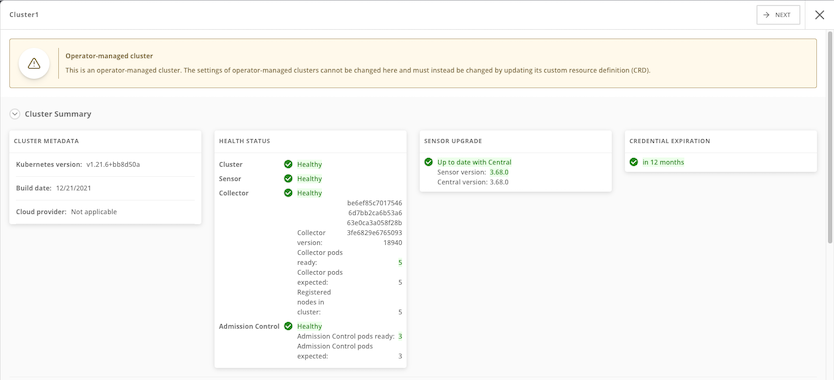 Cluster1
NEXT
Operator-managed cluster
This is an operator-managed cluster. The settings of operator-managed clusters cannot be changed here and must instead be changed by updating its custom resource definition (CRD).
Cluster Summary
CLUSTER METADATA
Kubernetes version: v1.21.6+bb8d50a
Build date: 12/21/2021
Cloud provider: Not applicable
HEALTH STATUS
Cluster Healthy
Sensor Healthy
Collector Healthy
be6ef85c7017546
6d7bb2ca6b53a6
63e0ca3a058f28b
Collector 3fe6829e6765093
version: 18940
Collector pods
ready: 5
Collector pods
expected: 5
Registered
nodes in
cluster: 5
Admission Control Healthy
Admission Control pods ready: 3
Admission Control pods
expected: 3
SENSOR UPGRADE
Up to date with Central
Sensor version: 3.68.0
Central version: 3.68.0
CREDENTIAL EXPIRATION
in 12 months